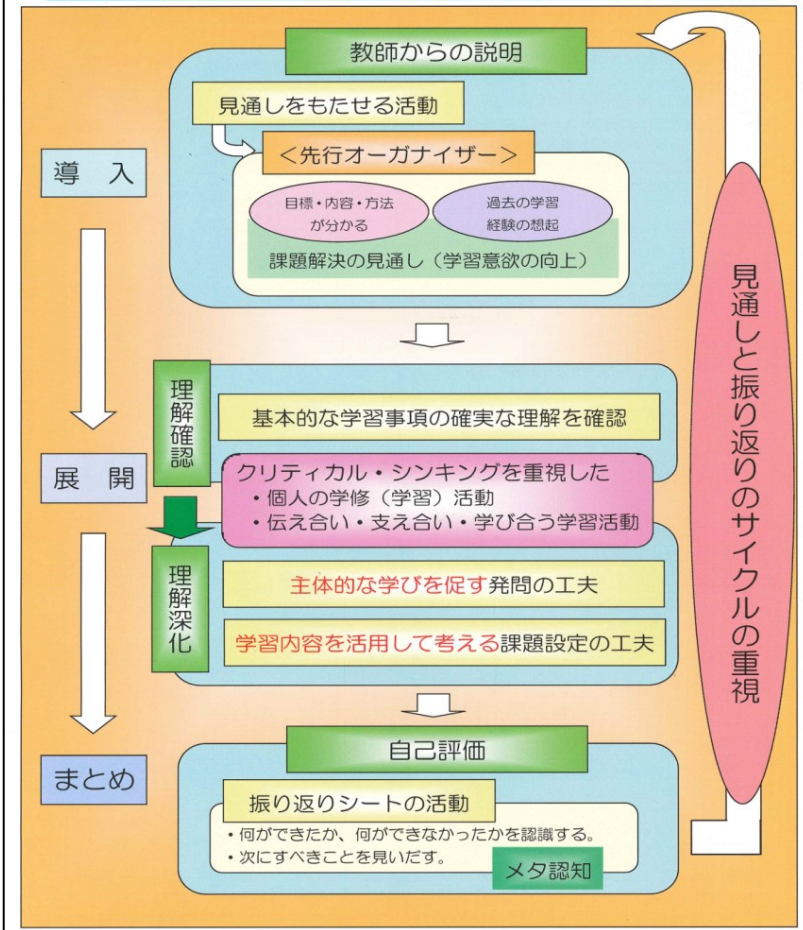 教師からの説明
見通しをもたせる活動
＜先行オーガナイザー＞
導　入
目標・内容・方法
が分かる
過去の学習
経験の想起
課題解決の見通し（学習意欲の向上）
理解確認
基本的な学習事項の確実な理解を確認
展　開
クリティカル・シンキングを重視した
・個人の学修（学習）活動
・伝え合い・支え合い・学び合う学習活動
理解深化
主体的な学びを促す発問の工夫
学習内容を活用して考える課題設定の工夫
自己評価
まとめ
振り返りシートの活動
・何ができたか、何ができなかったかを認識する。
・次にすべきことを見いだす。
メタ認知
見通しと振り返りのサイクルの重視